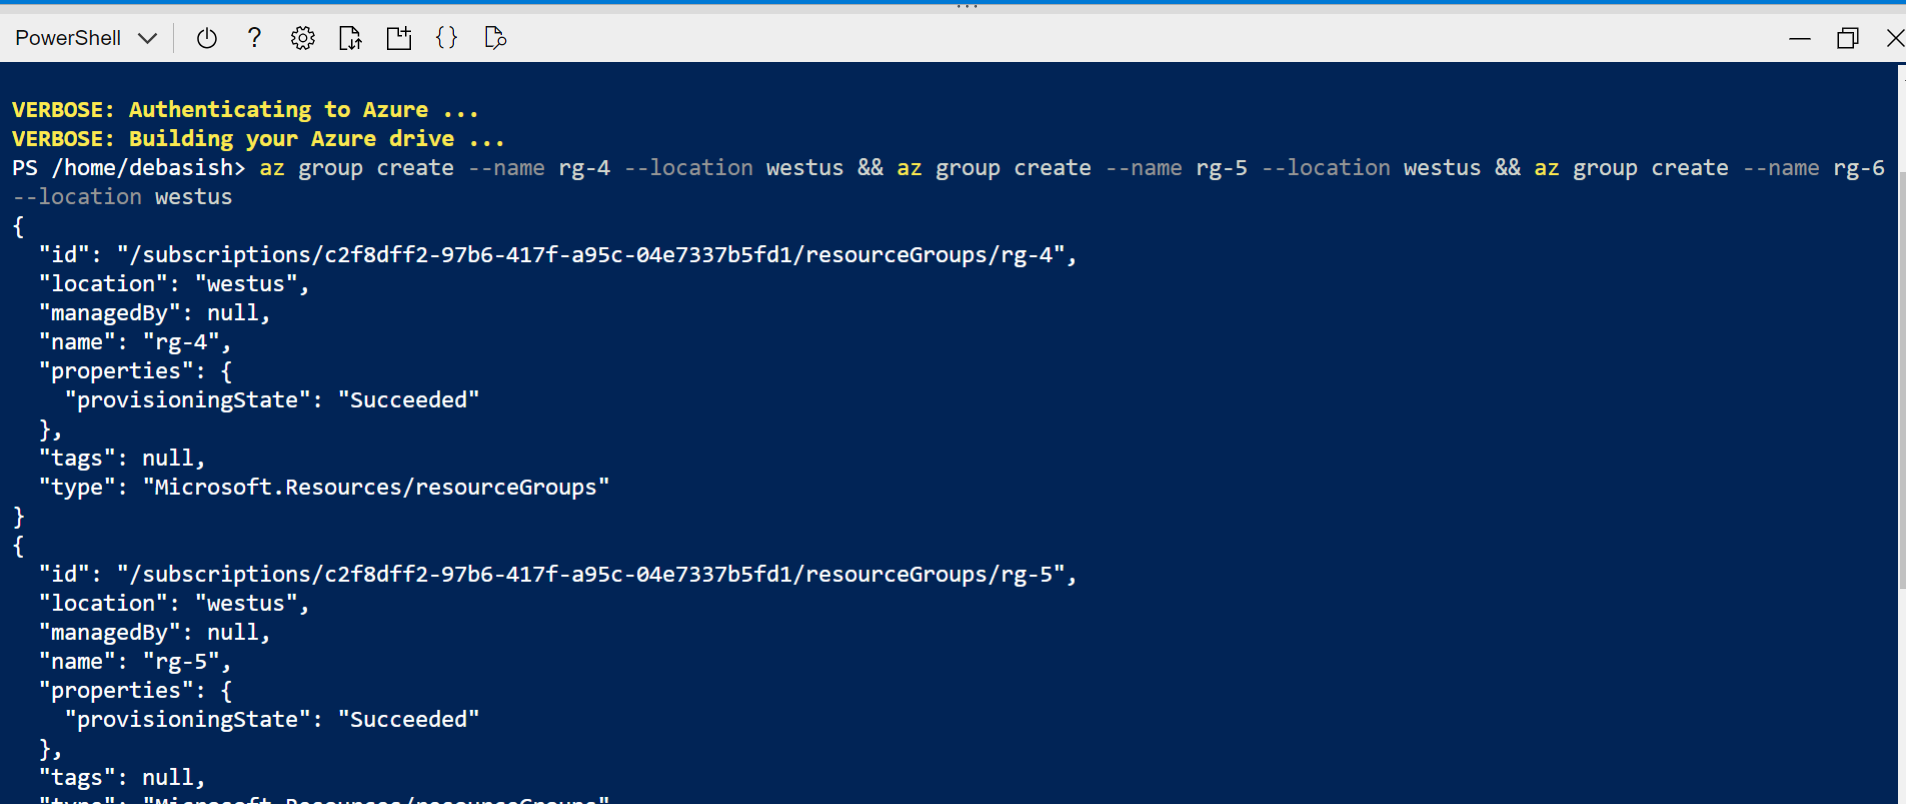 PowerShell
VERBOSE: Authenticating to Azure ...
VERBOSE: Building your Azure drive ...
PS /home/debasish> az group create --name rg-4 --location westus && az group create --name rg-5 --location westus && az group create --name rg-6
--location westus
{
  "id": "/subscriptions/c2f8dff2-97b6-417f-a95c-04e7337b5fd1/resourceGroups/rg-4",
  "location": "westus",
  "managedBy": null,
  "name": "rg-4",
  "properties": {
    "provisioningState": "Succeeded"
  },
  "tags": null,
  "type": "Microsoft.Resources/resourceGroups"
}
{
  "id": "/subscriptions/c2f8dff2-97b6-417f-a95c-04e7337b5fd1/resourceGroups/rg-5",
  "location": "westus",
  "managedBy": null,
  "name": "rg-5",
  "properties": {
    "provisioningState": "Succeeded"
  },
  "tags": null,
  "type": "Microsoft.Resources/resourceGroups"